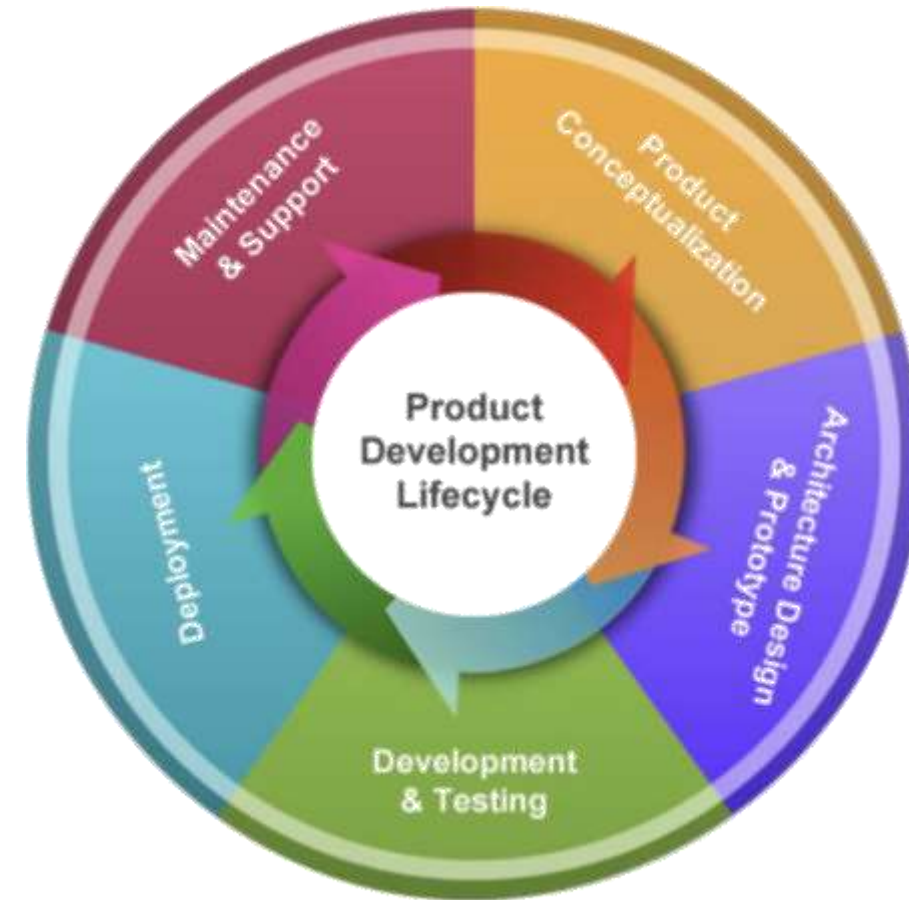 Product
Development
Lifecycle
Product
Conceptualization
Architecture Design
& Prototype
Development
& Testing
Deployment
Maintenance
& Support